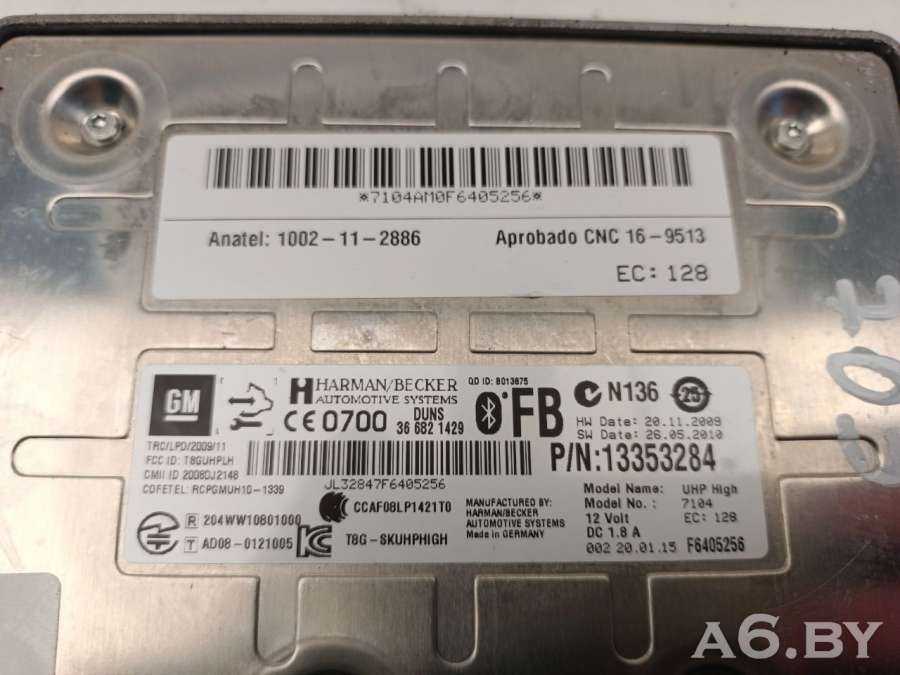 *7104AM0F6405256*
Anatel: 1002-11-2886 Aprobado CNC 16-9513
EC: 128
GM
HARMAN/BECKER
AUTOMOTIVE SYSTEMS
QD ID: B013875
CE0700 DUNS
36 682 1429
FB
N136 25
HW Date: 20.11.2009
SW Date: 26.05.2010
P/N:13353284
TRC/LPD/2009/11
FCC ID: T8GUHPLH
CMII ID 2008DJ2148
COFETEL: RCPGMUH10-1339
JL32847F6405256
CCAF08LP1421T0
R 204WW10801000
T AD08-0121005
T8G-SKUHPHIGH
MANUFACTURED BY:
HARMAN/BECKER
AUTOMOTIVE SYSTEMS
Made in GERMANY
Model Name: UHP High
Model No.: 7104
12 Volt EC: 128
DC 1.8 A
002 20.01.15 F6405256
A6.BY